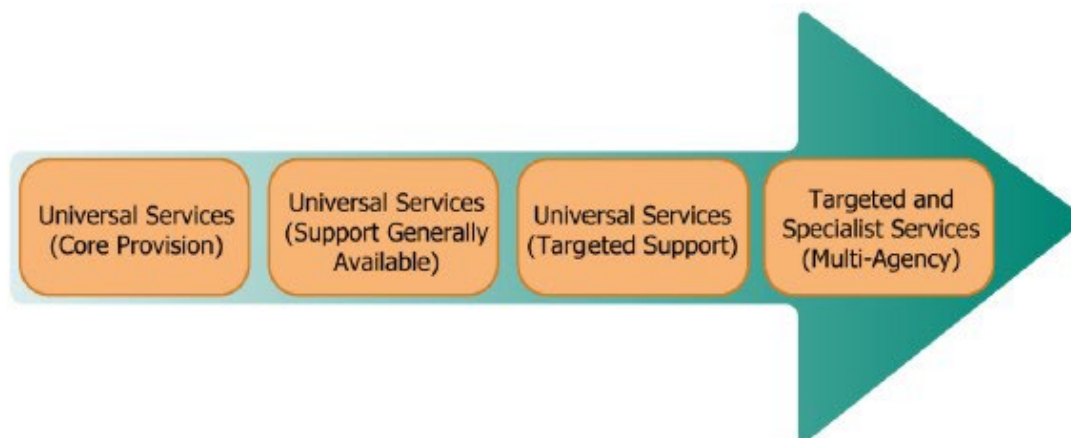 Universal Services
(Core Provision)
Universal Services
(Support Generally
Available)
Universal Services
(Targeted Support)
Targeted and
Specialist Services
(Multi-Agency)